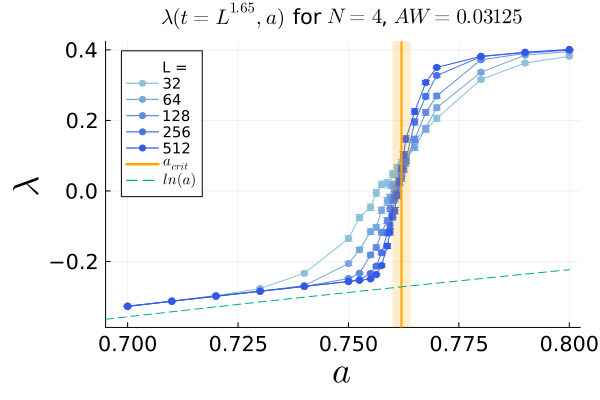 λ(t = L^1.65, a) for N = 4, AW = 0.03125
0.4
0.2
0.0
−0.2
λ
L =
32
64
128
256
512
a_crit
ln(a)
0.700
0.725
0.750
0.775
0.800
a